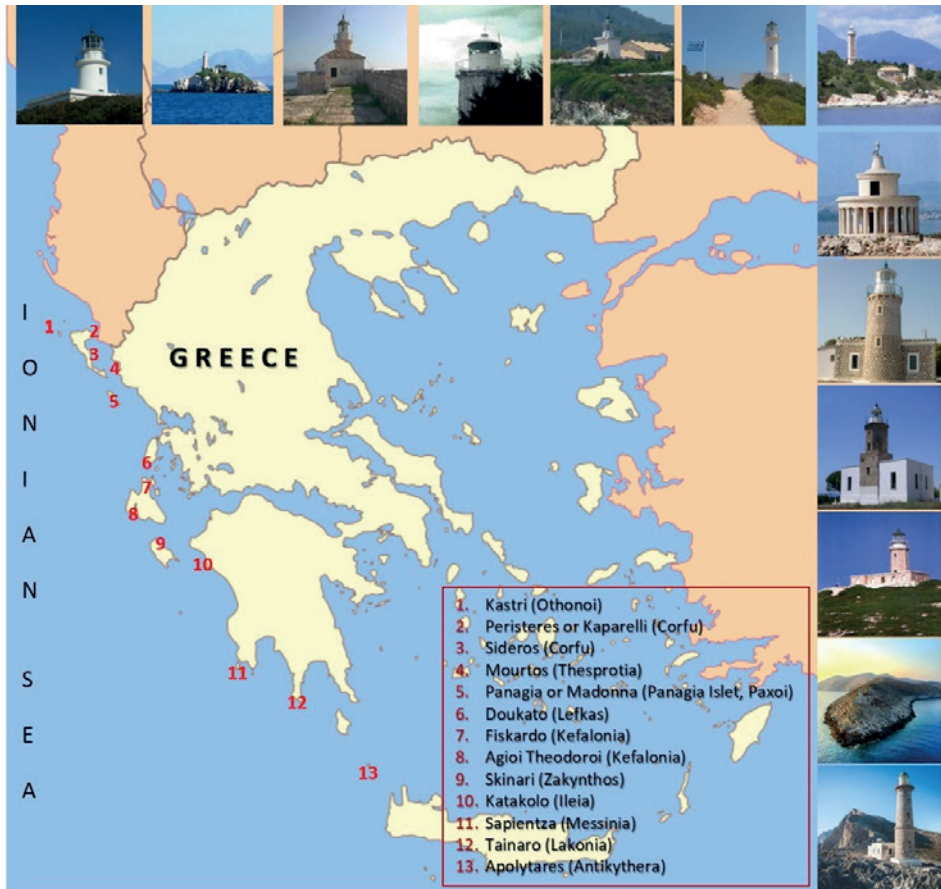 IONIAN SEA
1
2
3
4
5
GREECE
6
7
8
9
10
11
12
13
1. Kastri (Othonoi)
2. Peristeres or Kaparelli (Corfu)
3. Sideros (Corfu)
4. Mourtos (Thesprotia)
5. Panagia or Madonna (Panagia Islet, Paxoi)
6. Doukato (Lefkas)
7. Fiskardo (Kefalonia)
8. Agioi Theodoroi (Kefalonia)
9. Skinari (Zakynthos)
10. Katakolo (Ileia)
11. Sapientza (Messinia)
12. Tainaro (Lakonia)
13. Apolytares (Antikythera)